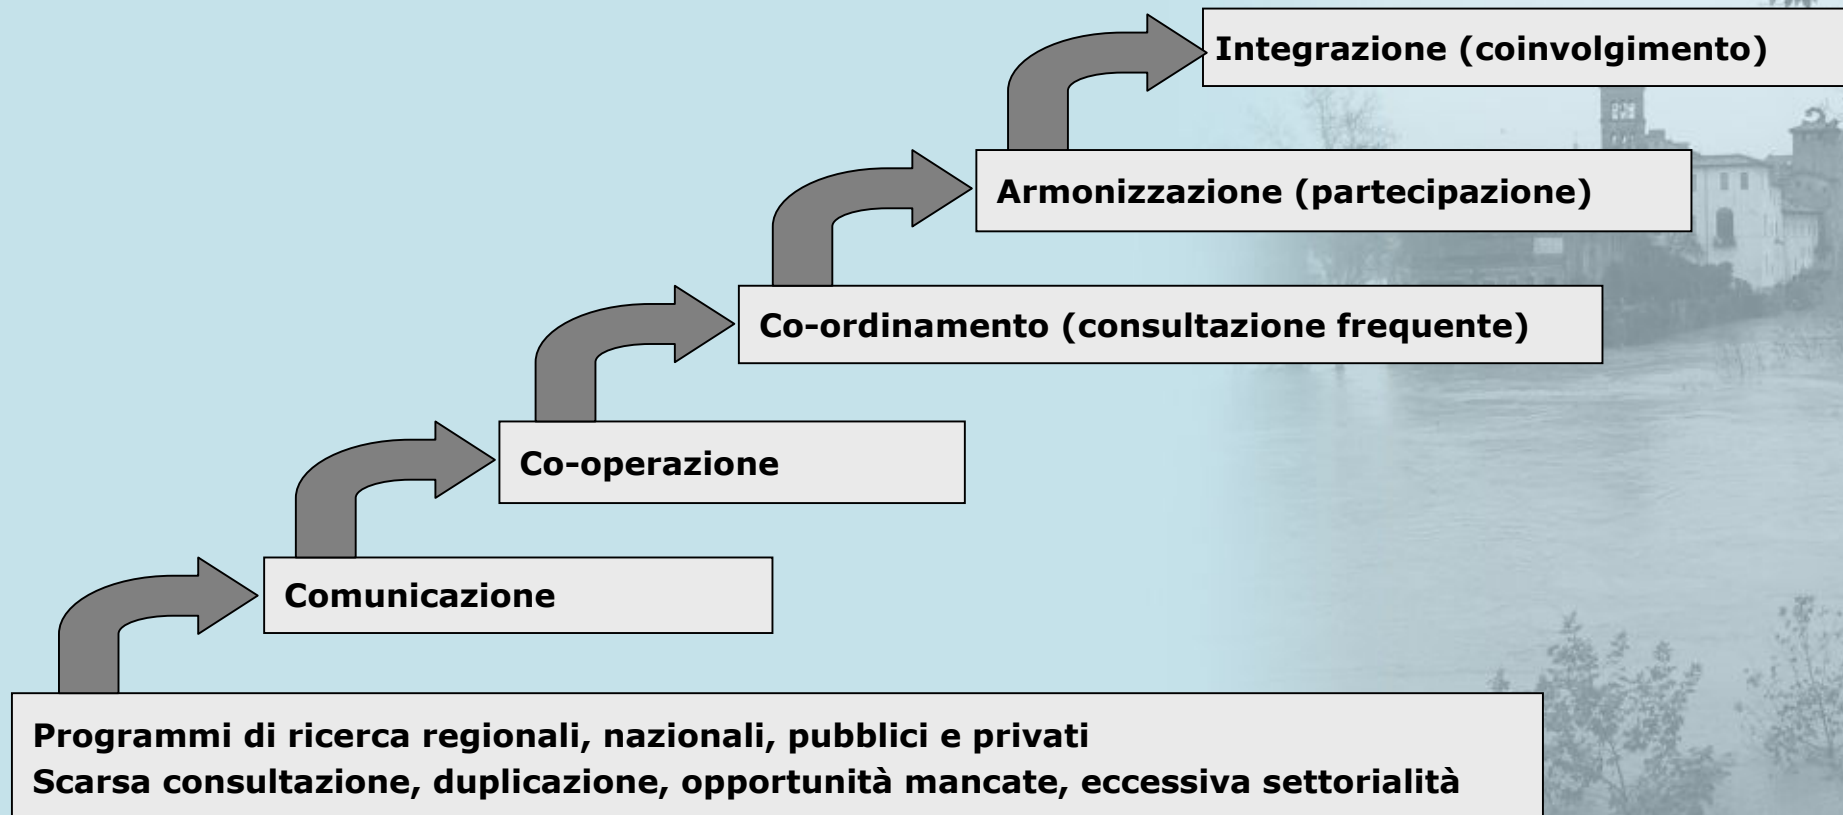 Integrazione (coinvolgimento)
Armonizzazione (partecipazione)
Co-ordinamento (consultazione frequente)
Co-operazione
Comunicazione
Programmi di ricerca regionali, nazionali, pubblici e privati
Scarsa consultazione, duplicazione, opportunità mancate, eccessiva settorialità